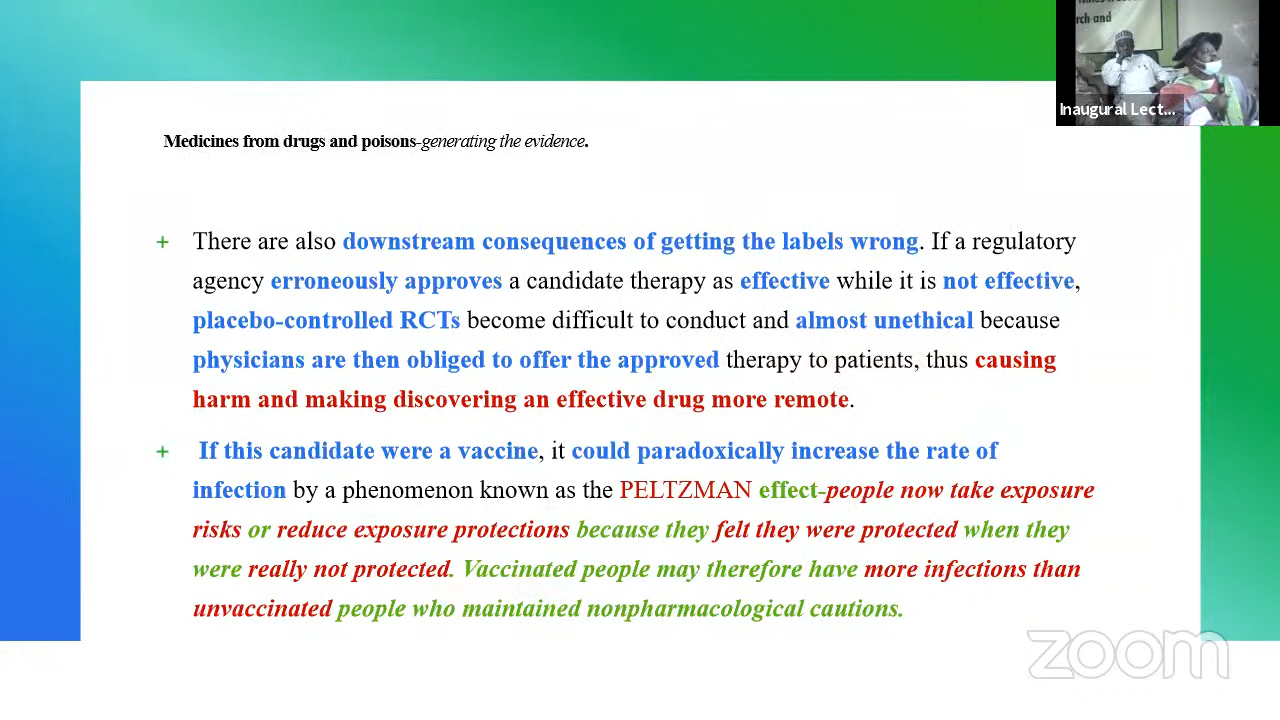 rch and
Inaugural Lect...
Medicines from drugs and poisons-generating the evidence.
+ There are also downstream consequences of getting the labels wrong. If a regulatory
agency erroneously approves a candidate therapy as effective while it is not effective,
placebo-controlled RCTs become difficult to conduct and almost unethical because
physicians are then obliged to offer the approved therapy to patients, thus causing
harm and making discovering an effective drug more remote.
+ If this candidate were a vaccine, it could paradoxically increase the rate of
infection by a phenomenon known as the PELTZMAN effect-people now take exposure
risks or reduce exposure protections because they felt they were protected when they
were really not protected. Vaccinated people may therefore have more infections than
unvaccinated people who maintained nonpharmacological cautions.
zoom